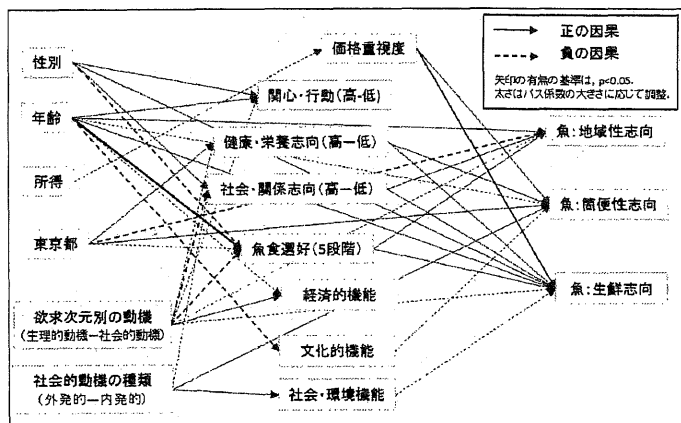 性別
年齢
所得
東京都
欲求次元別の動機
(生理的動機ー社会的動機)
社会的動機の種類
(外発的ー内発的)
価格重視度
関心・行動(高-低)
健康・栄養志向(高ー低)
社会・関係志向(高ー低)
魚食選好(5段階)
経済的機能
文化的機能
社会・環境機能
正の因果
負の因果
矢印の有無の基準は, p<0.05.
太さはパス係数の大きさに応じて調整.
魚:地域性志向
魚:簡便性志向
魚:生鮮志向